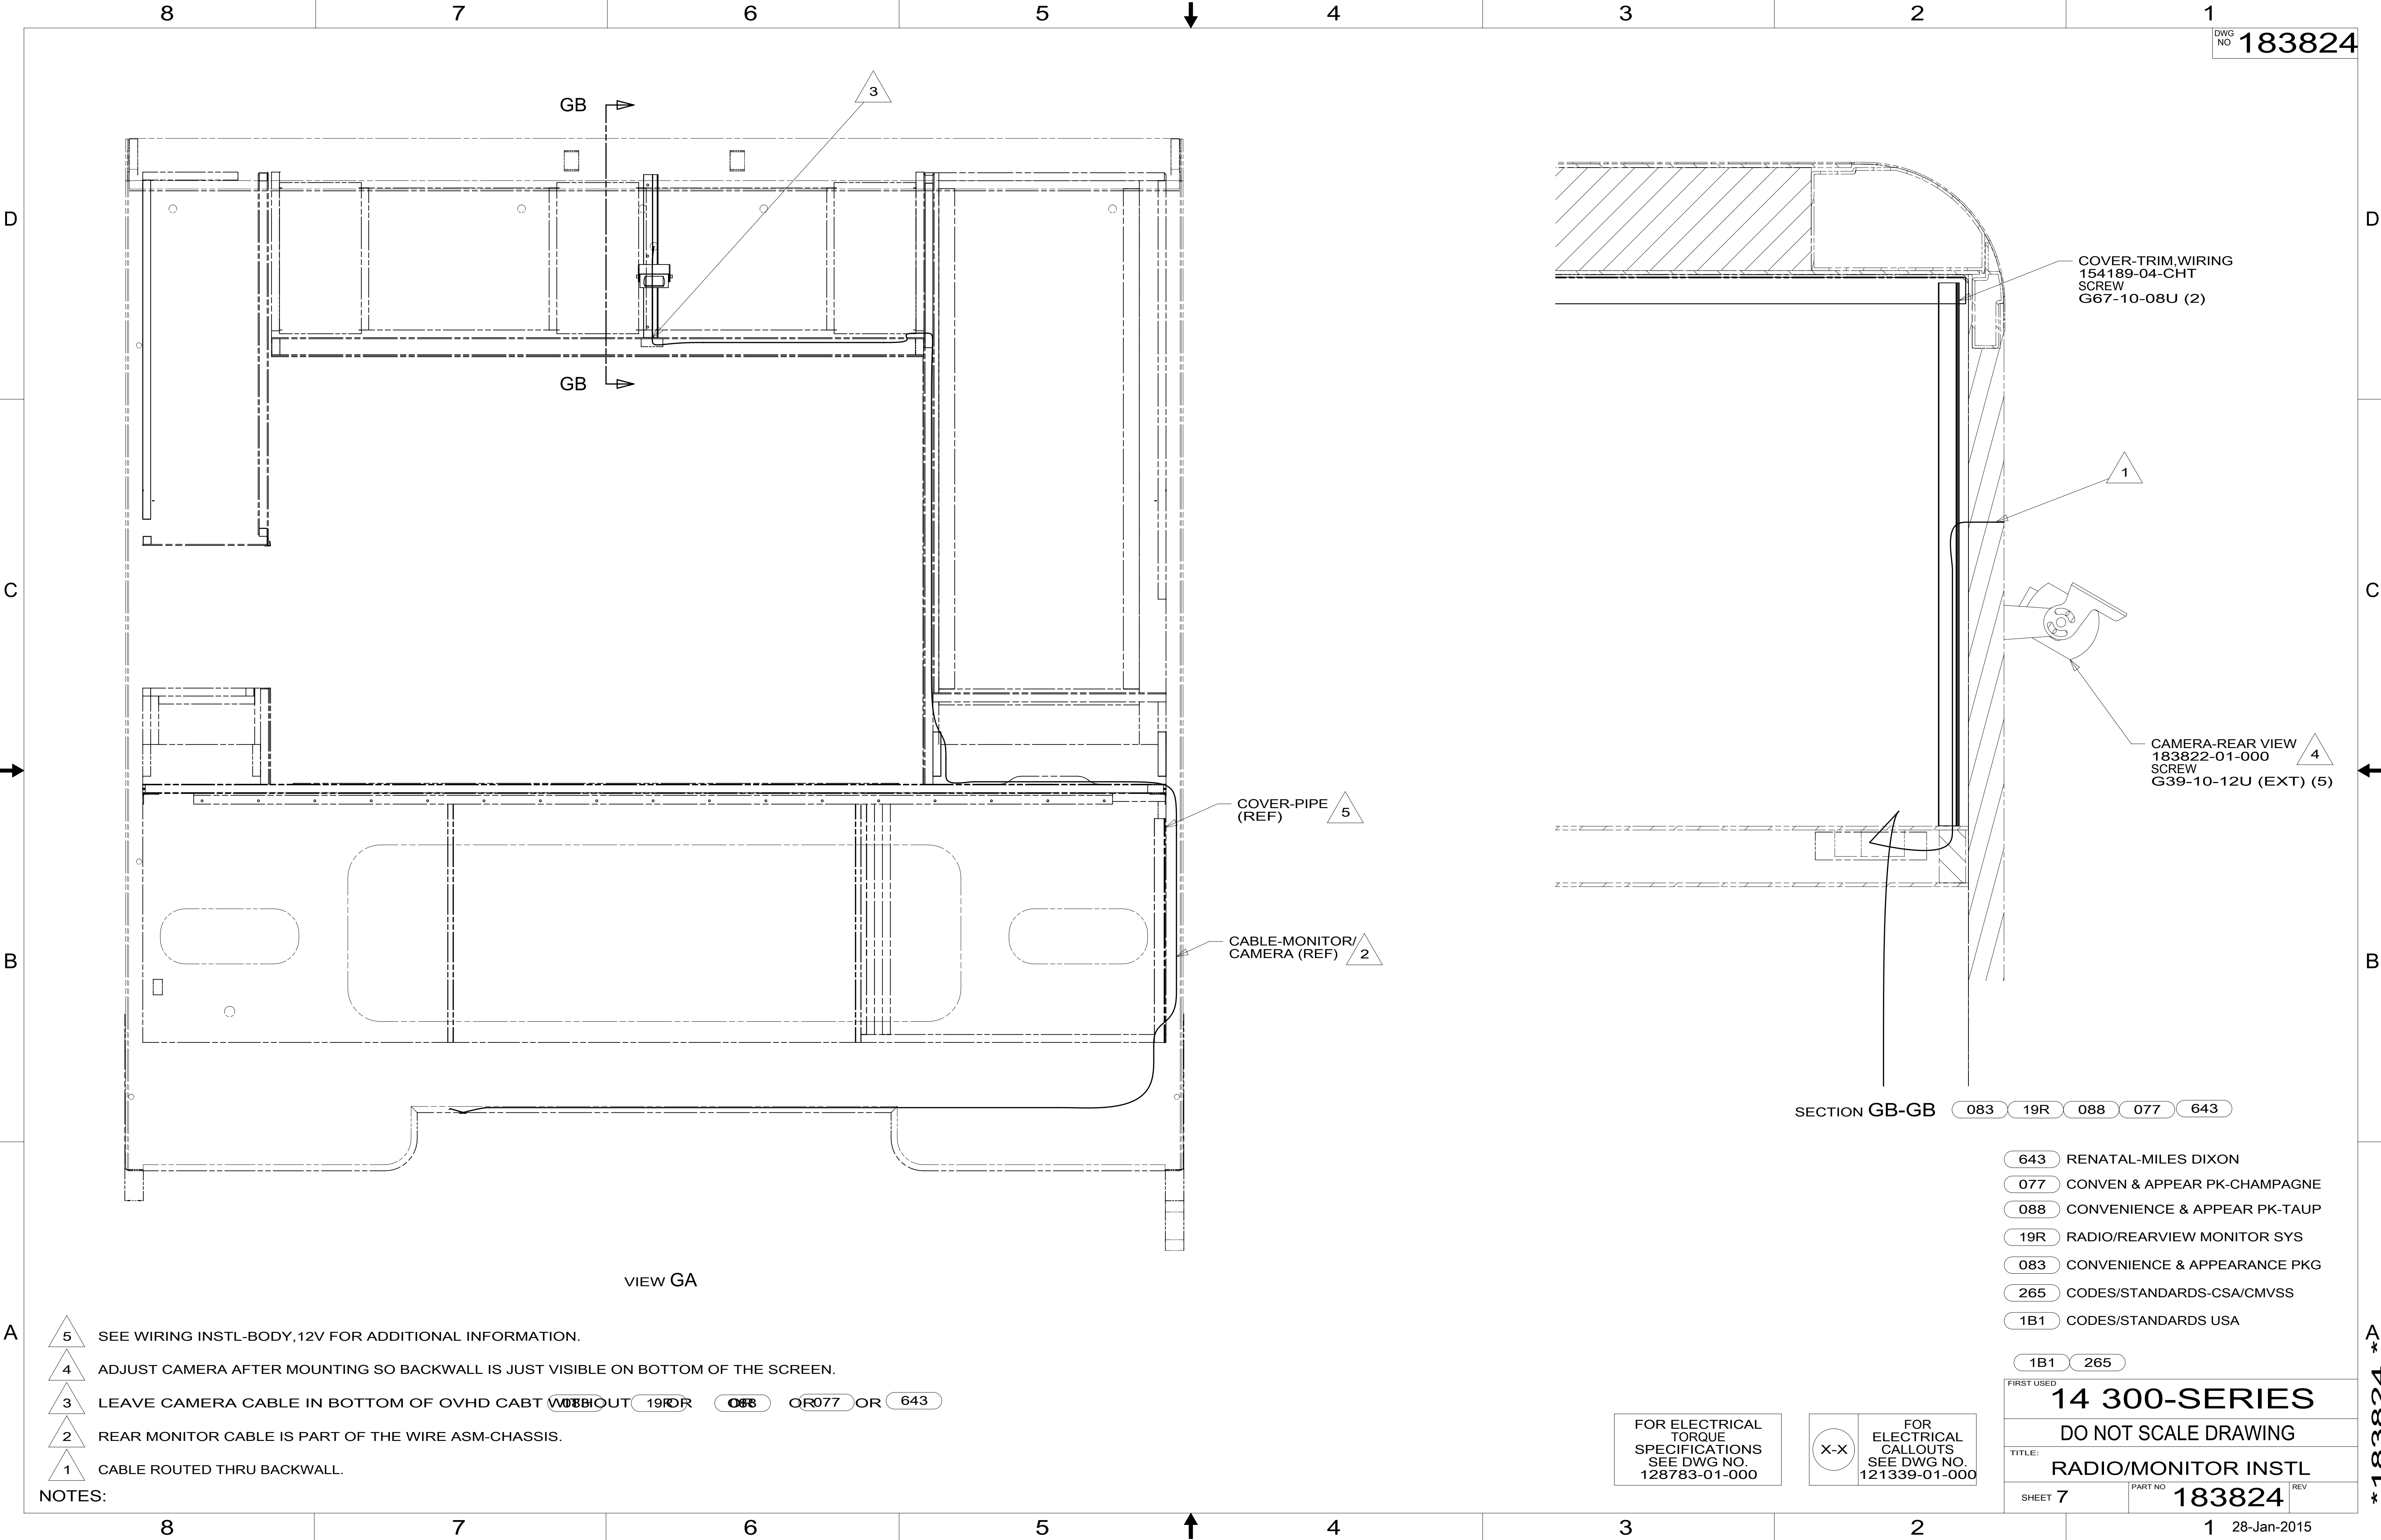 8 7 6 5 4 3 2 1
DWG NO 183824
D
D
C
C
B
B
A
A
GB
GB
3
COVER-TRIM,WIRING
154189-04-CHT
SCREW
G67-10-08U (2)
1
CAMERA-REAR VIEW
183822-01-000
SCREW
G39-10-12U (EXT) (5)
4
COVER-PIPE
(REF)
5
CABLE-MONITOR/
CAMERA (REF)
2
SECTION GB-GB 083 19R 088 077 643
643 RENATAL-MILES DIXON
077 CONVEN & APPEAR PK-CHAMPAGNE
088 CONVENIENCE & APPEAR PK-TAUP
19R RADIO/REARVIEW MONITOR SYS
083 CONVENIENCE & APPEARANCE PKG
265 CODES/STANDARDS-CSA/CMVSS
1B1 CODES/STANDARDS USA
1B1 265
VIEW GA
5 SEE WIRING INSTL-BODY,12V FOR ADDITIONAL INFORMATION.
4 ADJUST CAMERA AFTER MOUNTING SO BACKWALL IS JUST VISIBLE ON BOTTOM OF THE SCREEN.
3 LEAVE CAMERA CABLE IN BOTTOM OF OVHD CABT WITHOUT 083 OR 19R OR 088 OR 077 OR 643
2 REAR MONITOR CABLE IS PART OF THE WIRE ASM-CHASSIS.
1 CABLE ROUTED THRU BACKWALL.
NOTES:
FOR ELECTRICAL
TORQUE
SPECIFICATIONS
SEE DWG NO.
128783-01-000
X-X
FOR
ELECTRICAL
CALLOUTS
SEE DWG NO.
121339-01-000
FIRST USED
14 300-SERIES
DO NOT SCALE DRAWING
TITLE:
RADIO/MONITOR INSTL
SHEET 7
PART NO 183824
REV
*183824 *
8 7 6 5 4 3 2 1
28-Jan-2015